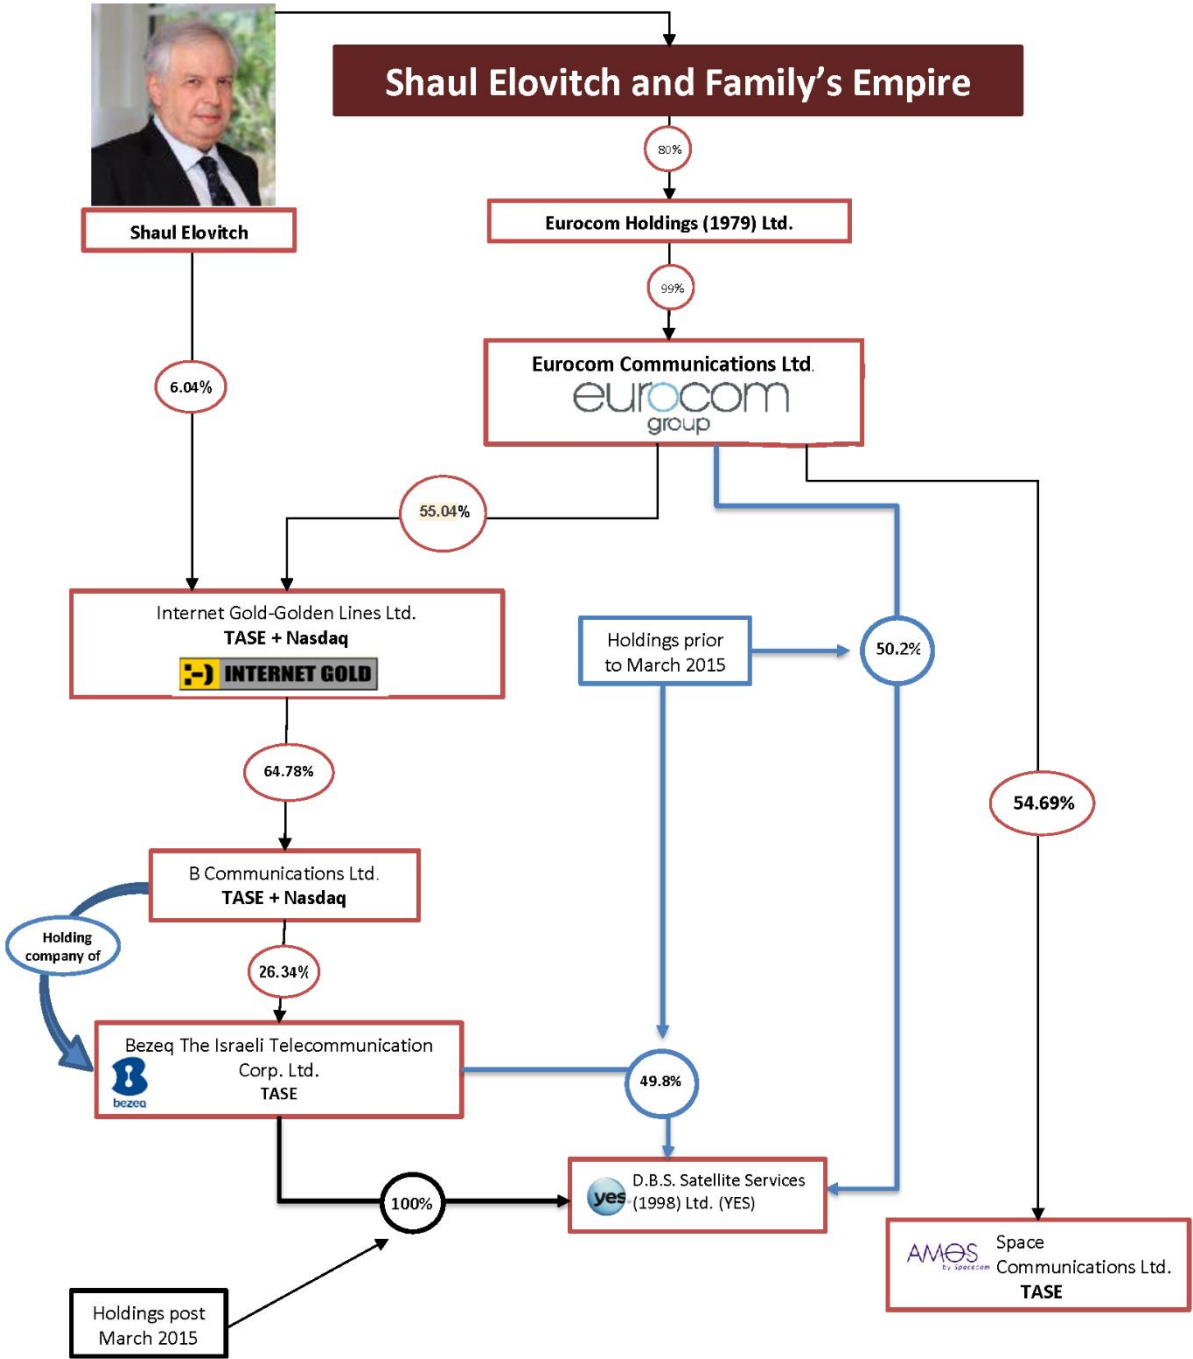 Shaul Elovitch and Family's Empire
80%
Shaul Elovitch
Eurocom Holdings (1979) Ltd.
99%
Eurocom Communications Ltd.
eurocom
group
6.04%
55.04%
Internet Gold-Golden Lines Ltd.
TASE + Nasdaq
:-) INTERNET GOLD
Holdings prior
to March 2015
50.2%
64.78%
54.69%
B Communications Ltd.
TASE + Nasdaq
Holding
company of
26.34%
Bezeq The Israeli Telecommunication
Corp. Ltd.
TASE
bezeq
49.8%
100%
yes
D.B.S. Satellite Services
(1998) Ltd. (YES)
AMOS
by Spacecom
Space
Communications Ltd.
TASE
Holdings post
March 2015